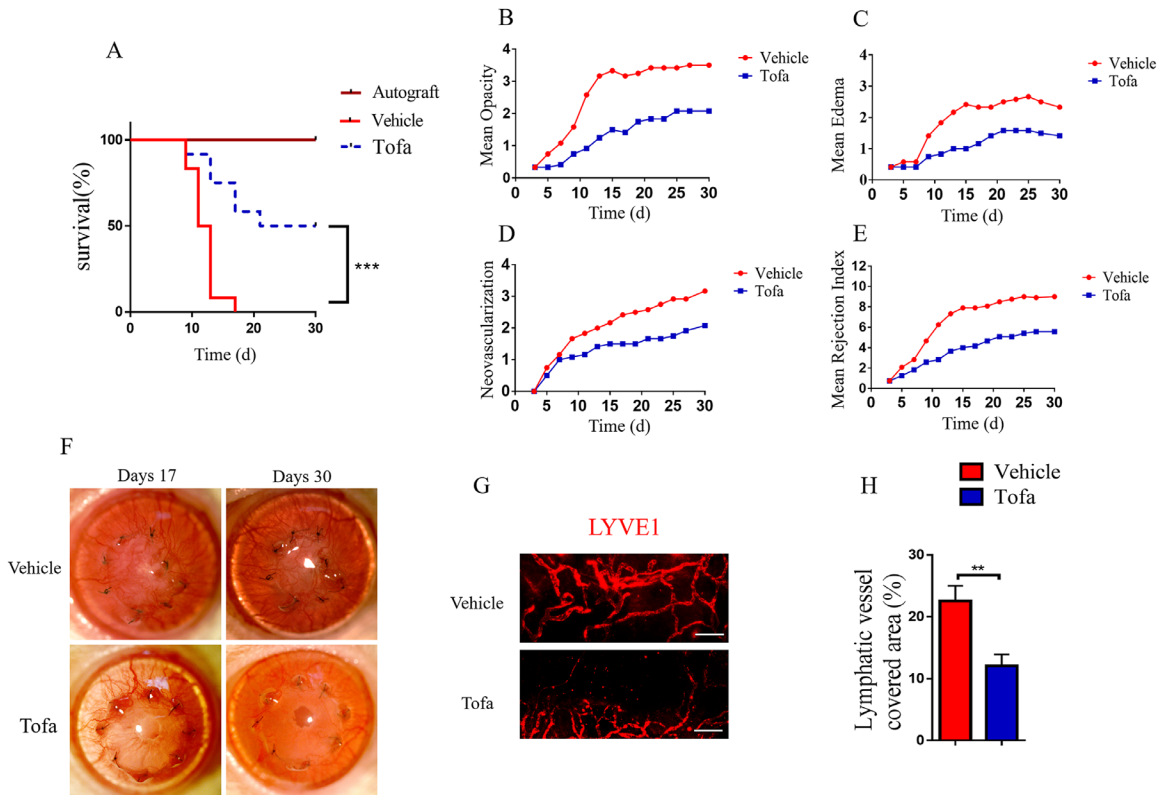 A
Autograft
Vehicle
Tofa
survival(%)
100
50
0
***
0 10 20 30
Time (d)
B
Vehicle
Tofa
Mean Opacity
4
3
2
1
0
0 5 10 15 20 25 30
Time (d)
C
Vehicle
Tofa
Mean Edema
4
3
2
1
0
0 5 10 15 20 25 30
Time (d)
D
Vehicle
Tofa
Neovascularization
4
3
2
1
0
0 5 10 15 20 25 30
Time (d)
E
Vehicle
Tofa
Mean Rejection Index
12
10
8
6
4
2
0
0 5 10 15 20 25 30
Time (d)
F
Days 17 Days 30
Vehicle
Tofa
G
LYVE1
Vehicle
Tofa
H
Vehicle
Tofa
Lymphatic vessel
covered area (%)
30
20
10
0
**